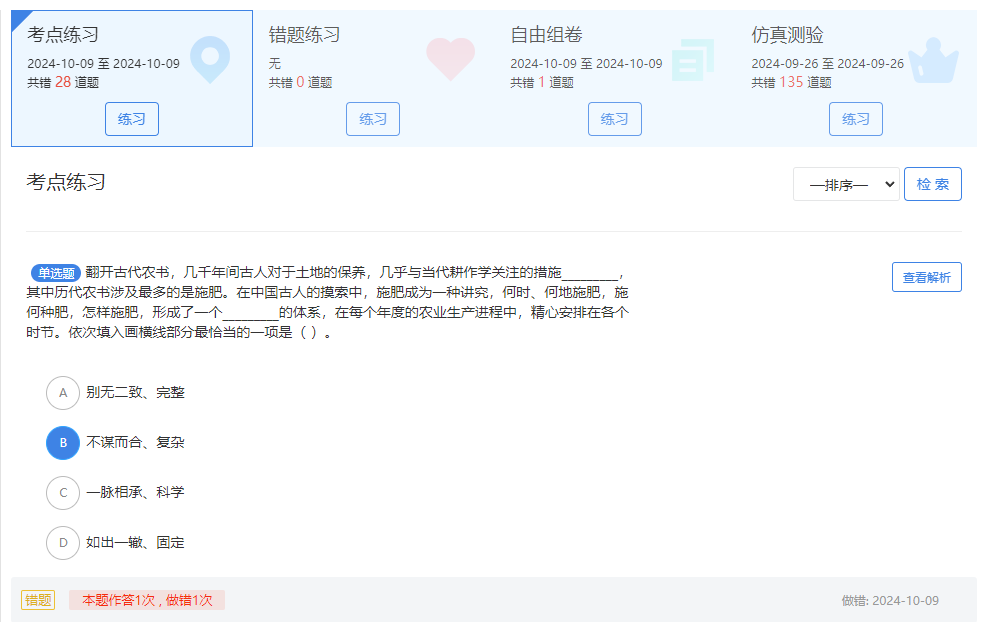 考点练习
2024-10-09 至 2024-10-09
共错 28 道题
练习
错题练习
无
共错 0 道题
练习
自由组卷
2024-10-09 至 2024-10-09
共错 1 道题
练习
仿真测验
2024-09-26 至 2024-09-26
共错 135 道题
练习
考点练习
—排序—
检 索
单选题 翻开古代农书，几千年间古人对于土地的保养，几乎与当代耕作学关注的措施________，
其中历代农书涉及最多的是施肥。在中国古人的摸索中，施肥成为一种讲究，何时、何地施肥，施
何种肥，怎样施肥，形成了一个________的体系，在每个年度的农业生产进程中，精心安排在各个
时节。依次填入画横线部分最恰当的一项是（ ）。
查看解析
A 别无二致、完整
B 不谋而合、复杂
C 一脉相承、科学
D 如出一辙、固定
错题 本题作答1次 , 做错1次
做错: 2024-10-09